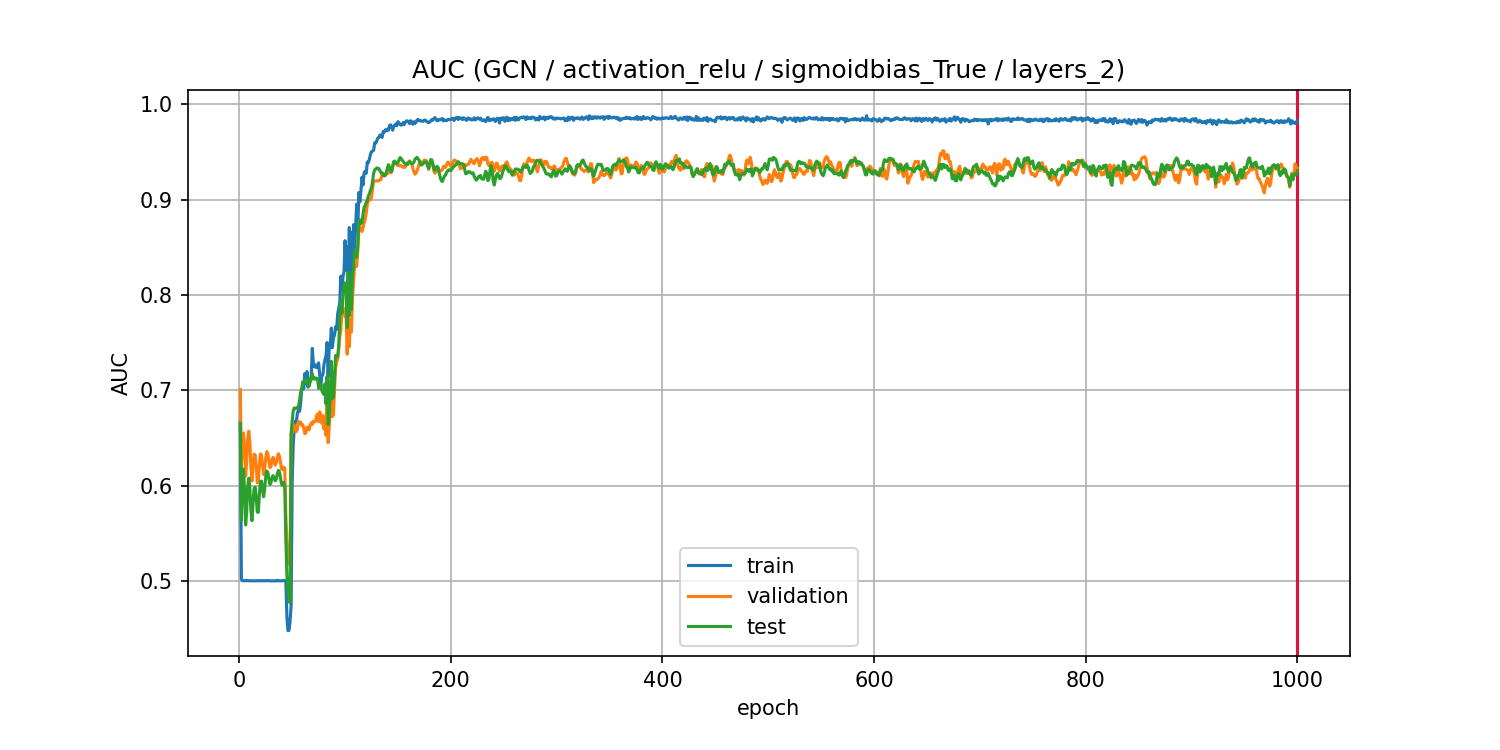 AUC (GCN / activation_relu / sigmoidbias_True / layers_2)
1.0
0.9
0.8
0.7
0.6
0.5
AUC
train
validation
test
0 200 400 600 800 1000
epoch